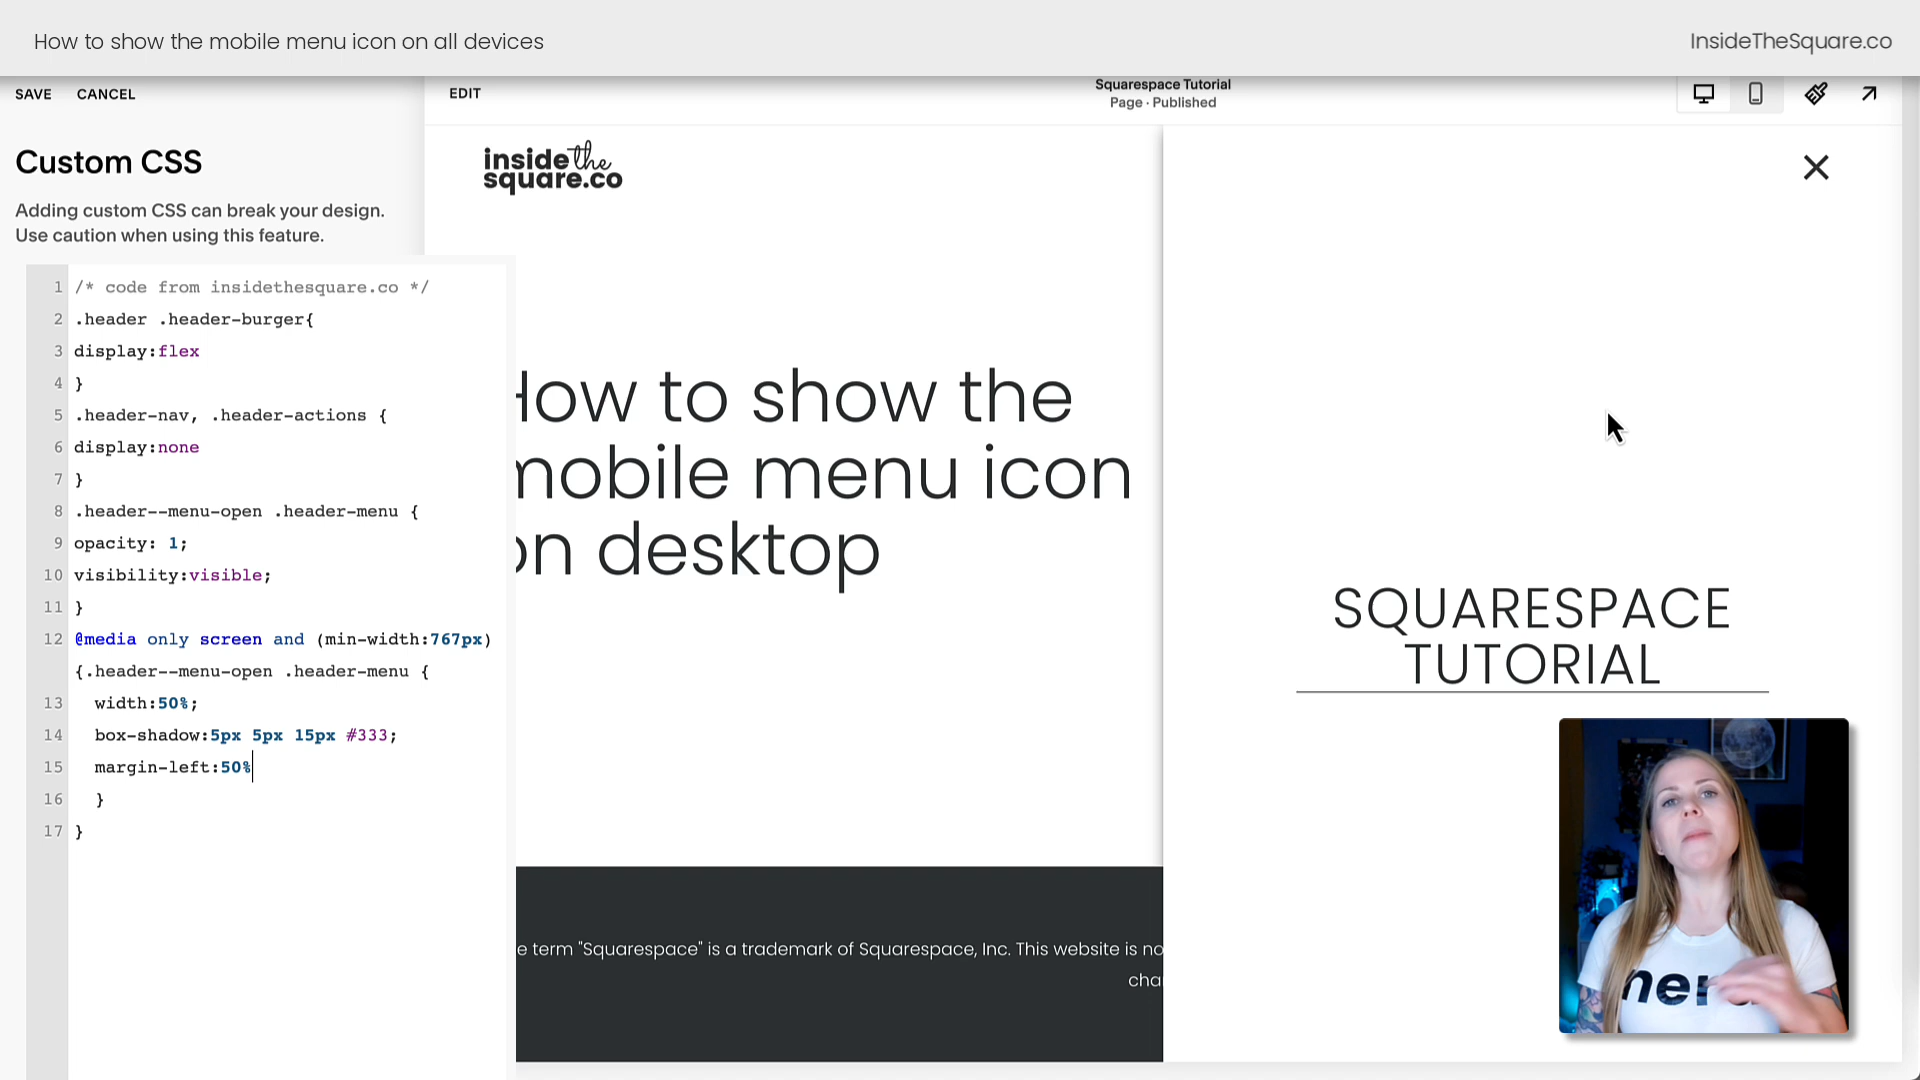 How to show the mobile menu icon on all devices
InsideTheSquare.co
SAVE CANCEL
EDIT
Squarespace Tutorial
Page · Published
Custom CSS
Adding custom CSS can break your design.
Use caution when using this feature.
1 /* code from insidethesquare.co */
2 .header .header-burger{
3 display:flex
4 }
5 .header-nav, .header-actions {
6 display:none
7 }
8 .header--menu-open .header-menu {
9 opacity: 1;
10 visibility:visible;
11 }
12 @media only screen and (min-width:767px)
{.header--menu-open .header-menu {
13 width:50%;
14 box-shadow:5px 5px 15px #333;
15 margin-left:50%
16 }
17 }
inside the
square.co
How to show the
mobile menu icon
on desktop
SQUARESPACE
TUTORIAL
e term "Squarespace" is a trademark of Squarespace, Inc. This website is no
cha